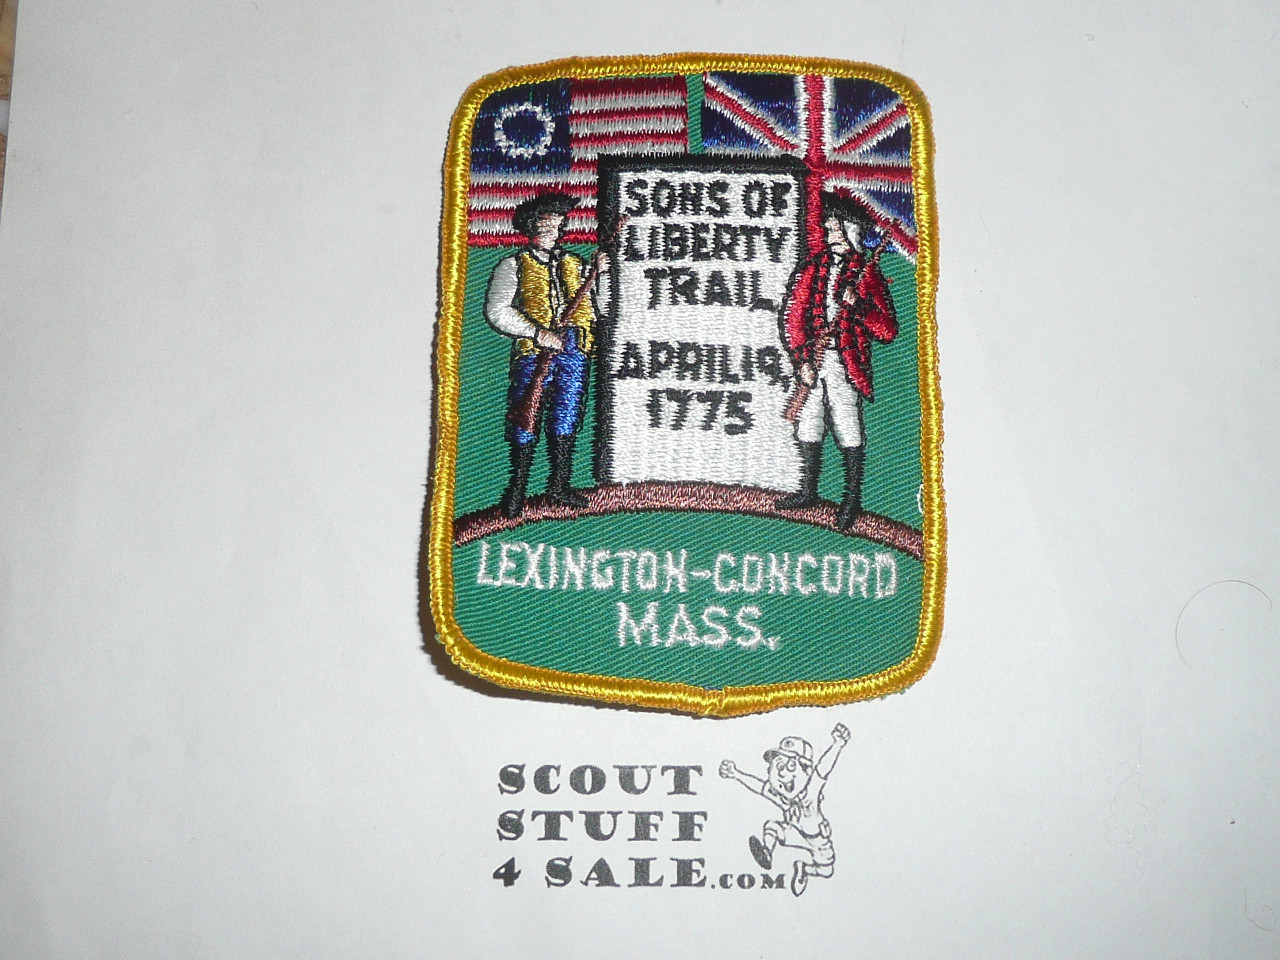 SONS OF
LIBERTY
TRAIL
APRIL 19,
1775
LEXINGTON-CONCORD
MASS.
SCOUT
STUFF
4 SALE.COM